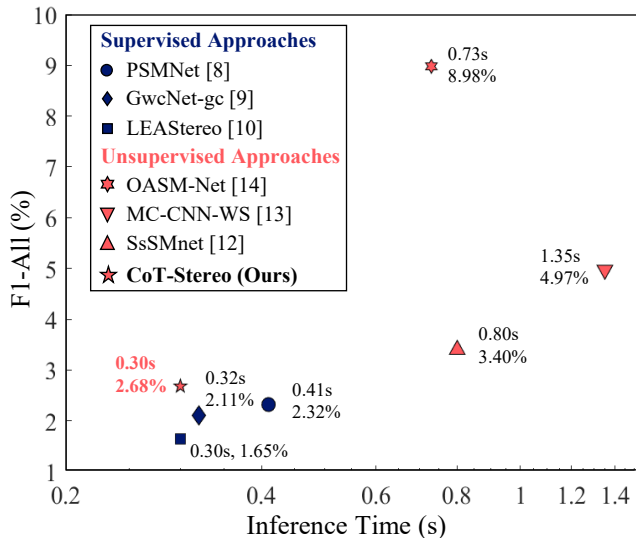 F1-All (%)
10
9
8
7
6
5
4
3
2
1
Supervised Approaches
PSMNet [8]
GwcNet-gc [9]
LEAStereo [10]
Unsupervised Approaches
OASM-Net [14]
MC-CNN-WS [13]
SsSMnet [12]
CoT-Stereo (Ours)
0.73s
8.98%
1.35s
4.97%
0.80s
3.40%
0.30s
2.68%
0.32s
2.11%
0.41s
2.32%
0.30s, 1.65%
0.2 0.4 0.6 0.8 1 1.2 1.4
Inference Time (s)